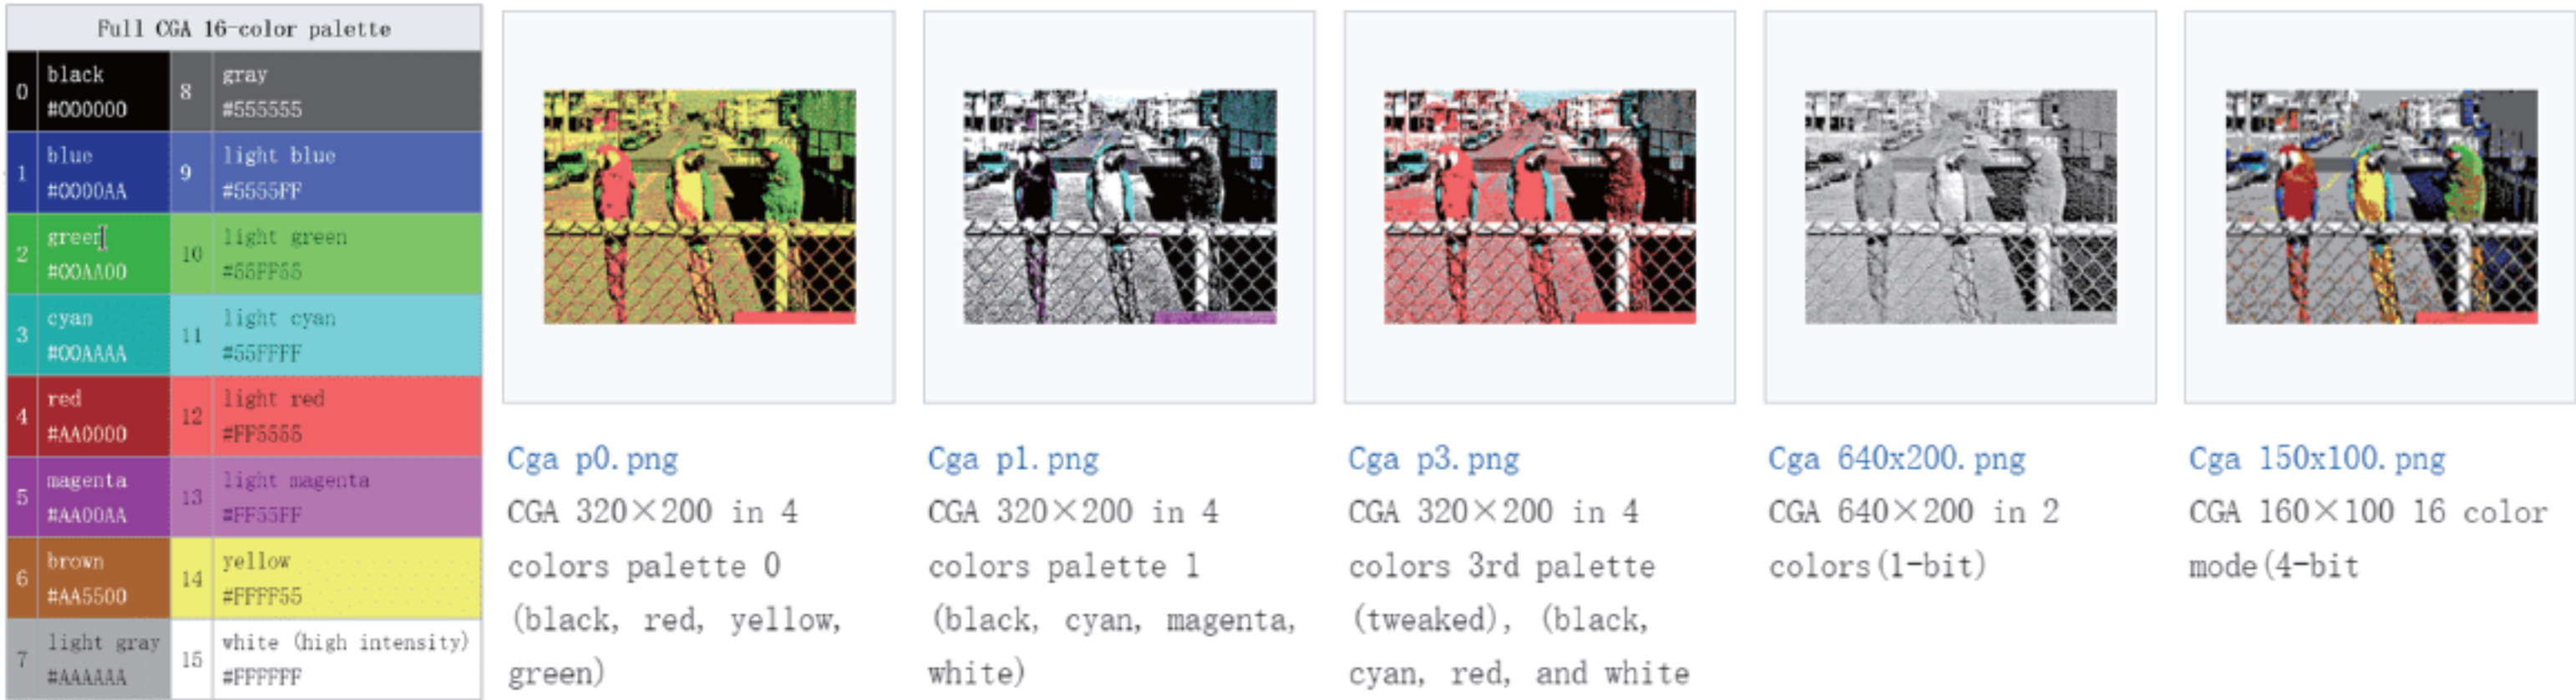 Full CGA 16-color palette
0 black #000000 8 gray #555555
1 blue #0000AA 9 light blue #5555FF
2 green #00AA00 10 light green #55FF55
3 cyan #00AAAA 11 light cyan #55FFFF
4 red #AA0000 12 light red #FF5555
5 magenta #AA00AA 13 light magenta #FF55FF
6 brown #AA5500 14 yellow #FFFF55
7 light gray #AAAAAA 15 white (high intensity) #FFFFFF
Cga p0.png
CGA 320×200 in 4
colors palette 0
(black, red, yellow,
green)
Cga p1.png
CGA 320×200 in 4
colors palette 1
(black, cyan, magenta,
white)
Cga p3.png
CGA 320×200 in 4
colors 3rd palette
(tweaked), (black,
cyan, red, and white
Cga 640x200.png
CGA 640×200 in 2
colors(1-bit)
Cga 150x100.png
CGA 160×100 16 color
mode(4-bit